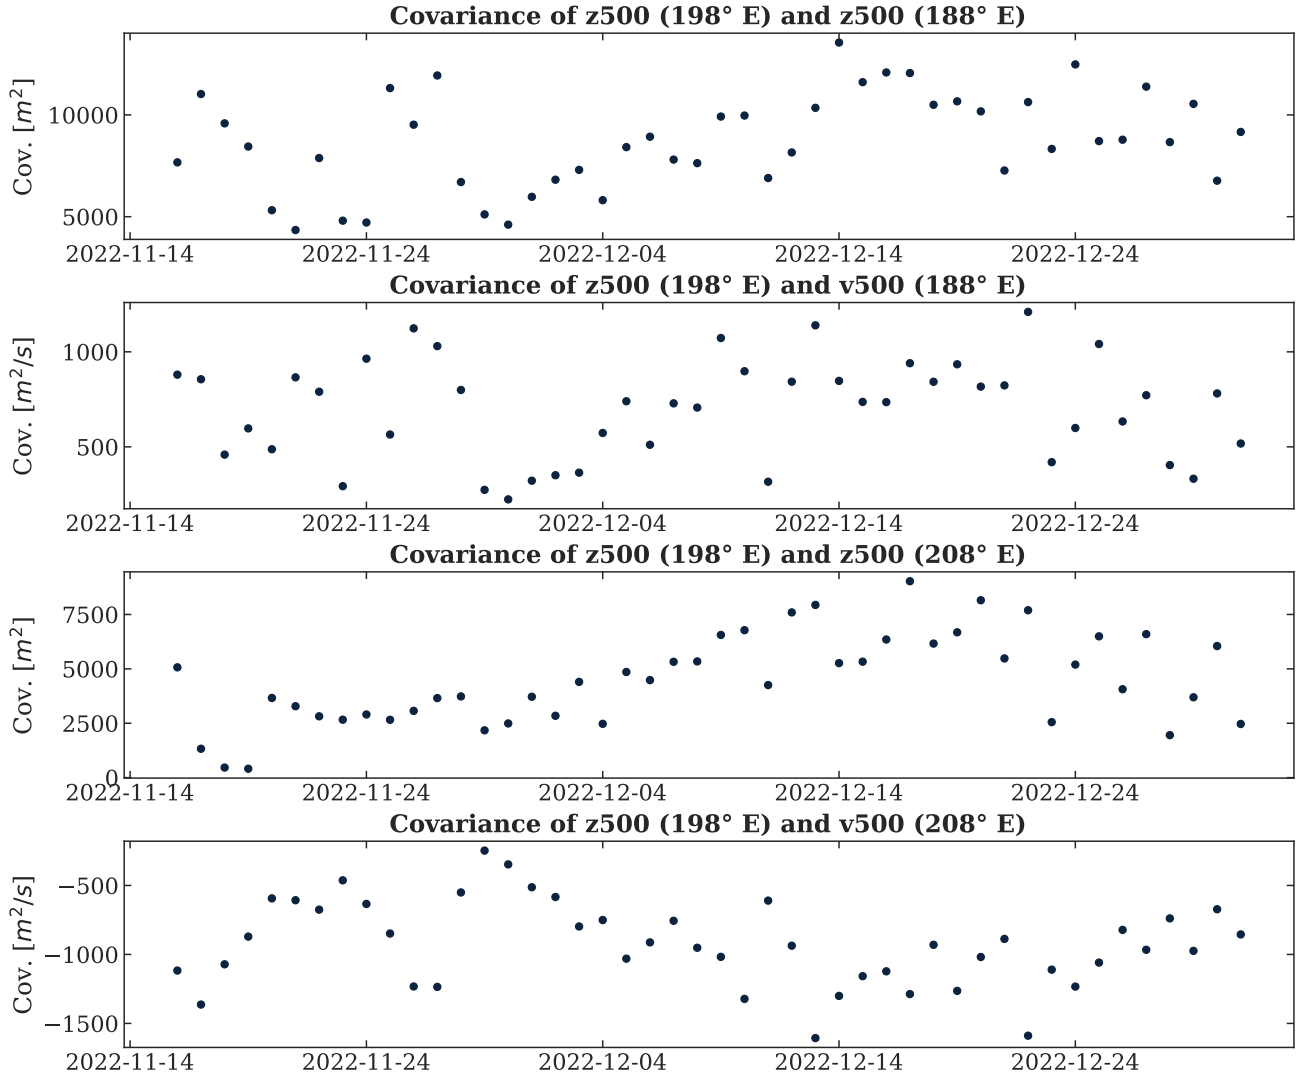 Covariance of z500 (198° E) and z500 (188° E)
Cov. [m²]
10000
5000
2022-11-14 2022-11-24 2022-12-04 2022-12-14 2022-12-24
Covariance of z500 (198° E) and v500 (188° E)
Cov. [m²/s]
1000
500
2022-11-14 2022-11-24 2022-12-04 2022-12-14 2022-12-24
Covariance of z500 (198° E) and z500 (208° E)
Cov. [m²]
7500
5000
2500
0
2022-11-14 2022-11-24 2022-12-04 2022-12-14 2022-12-24
Covariance of z500 (198° E) and v500 (208° E)
Cov. [m²/s]
−500
−1000
−1500
2022-11-14 2022-11-24 2022-12-04 2022-12-14 2022-12-24